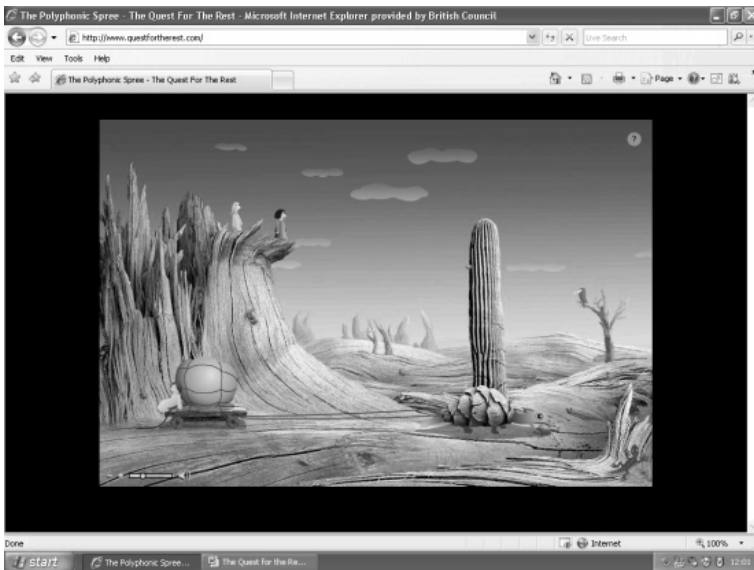 The Polyphonic Spree - The Quest For The Rest - Microsoft Internet Explorer provided by British Council
http://www.questfortherest.com/
Live Search
Edit View Tools Help
The Polyphonic Spree - The Quest For The Rest
Page
?
Done
Internet
100%
start
The Polyphonic Spree...
The Quest for the Re...
12:01